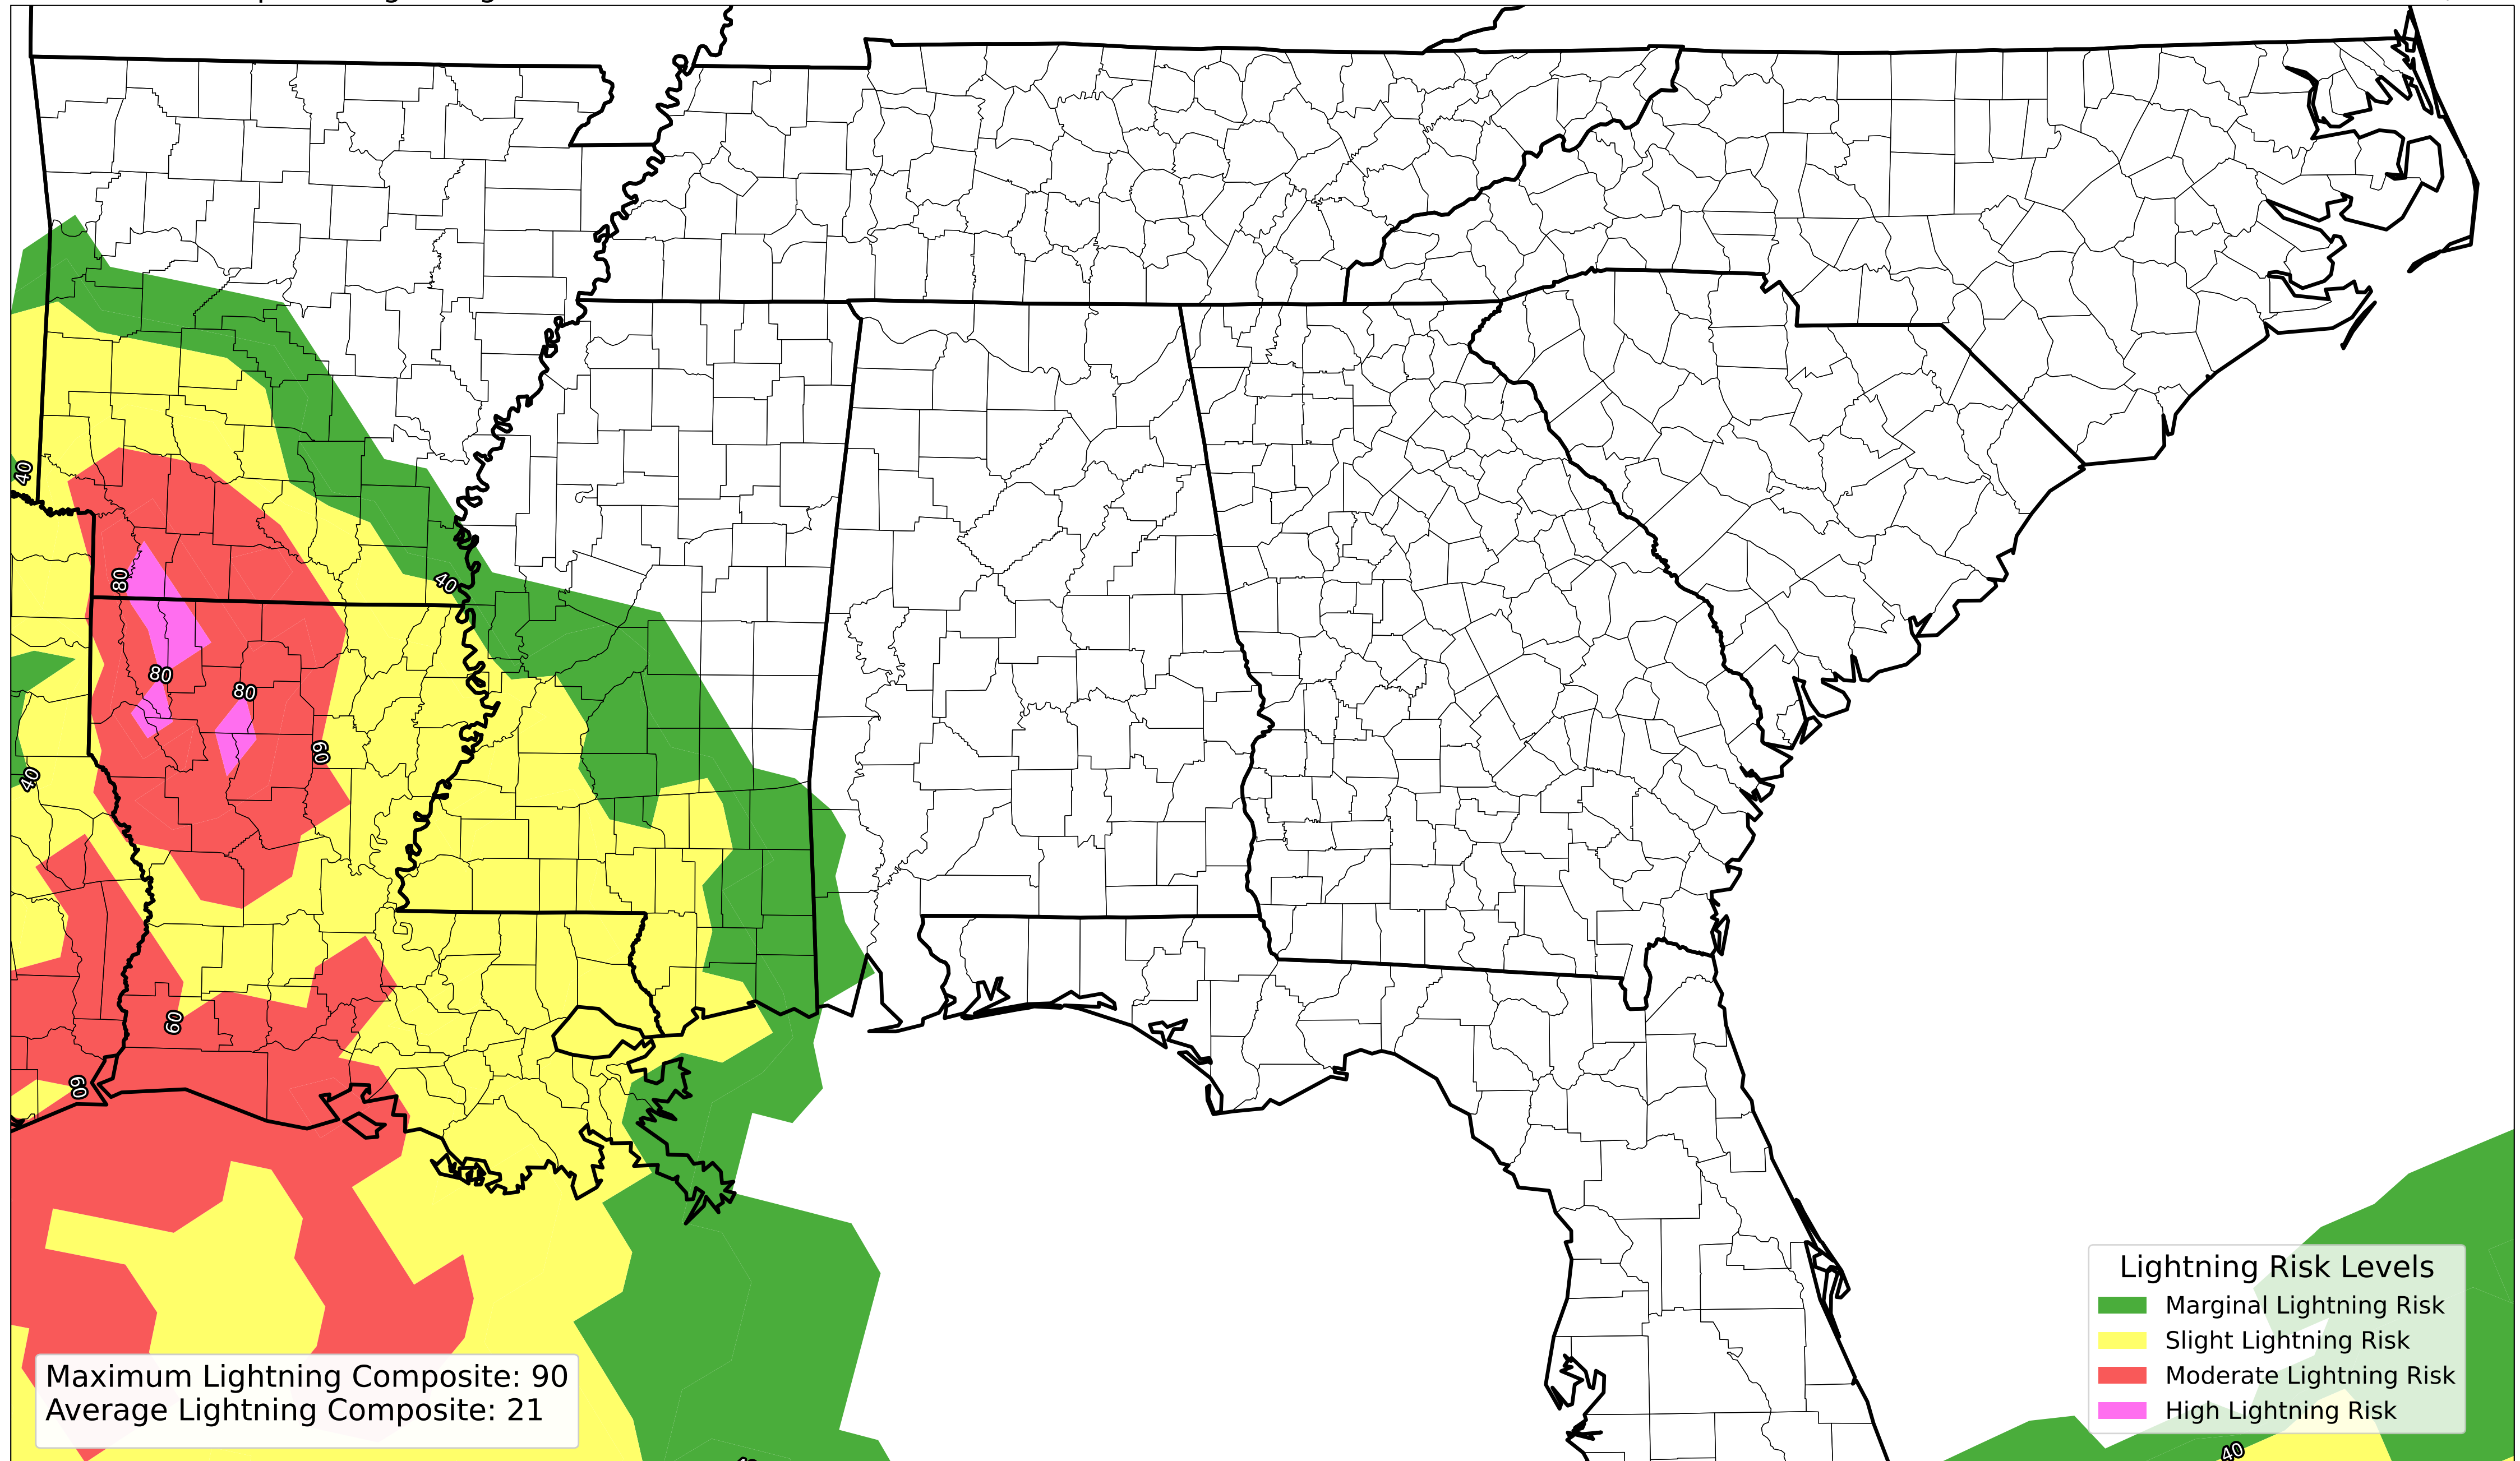 40
80
40
80
80
60
40
60
60
Lightning Risk Levels
Marginal Lightning Risk
Slight Lightning Risk
Moderate Lightning Risk
High Lightning Risk
Maximum Lightning Composite: 90
Average Lightning Composite: 21
40